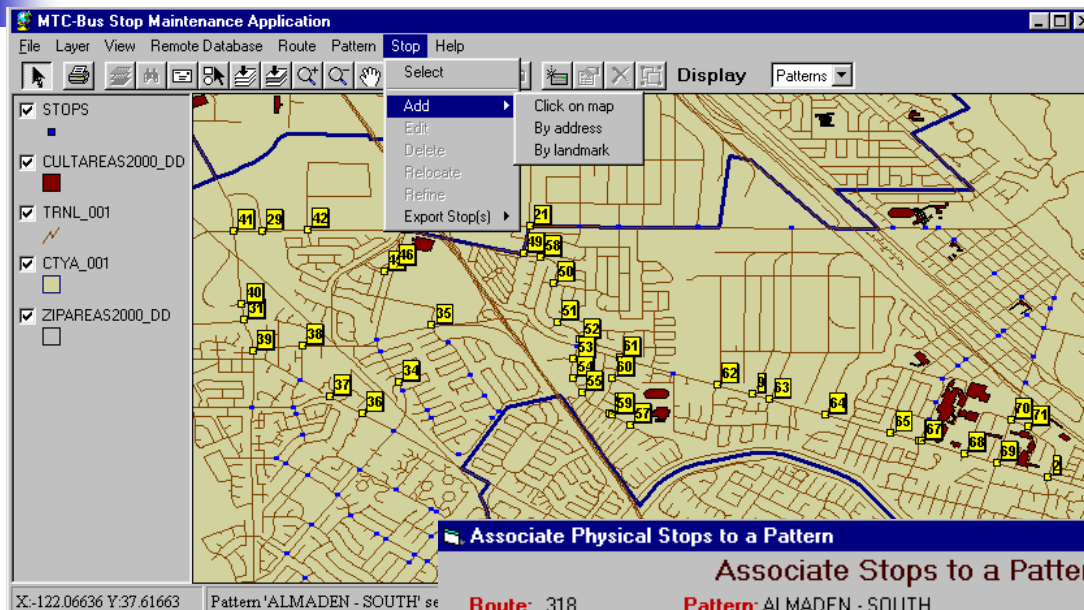 MTC-Bus Stop Maintenance Application
File Layer View Remote Database Route Pattern Stop Help
Display Patterns
Select
Add
Edit
Delete
Relocate
Refine
Export Stop(s)
Click on map
By address
By landmark
STOPS
CULTAREAS2000_DD
TRNL_001
CTYA_001
ZIPAREAS2000_DD
41 29 42 21
49 58
46
50
40
31
51
35
52
39 38
53 61
54 60
55
34
37
36
62 9 63
59
57
64
65
67
70 71
68
69
2
X:-122.06636 Y:37.61663 Pattern 'ALMADEN - SOUTH' se
Associate Physical Stops to a Pattern
Associate Stops to a Patter
Route: 318 Pattern: ALMADEN - SOUTH